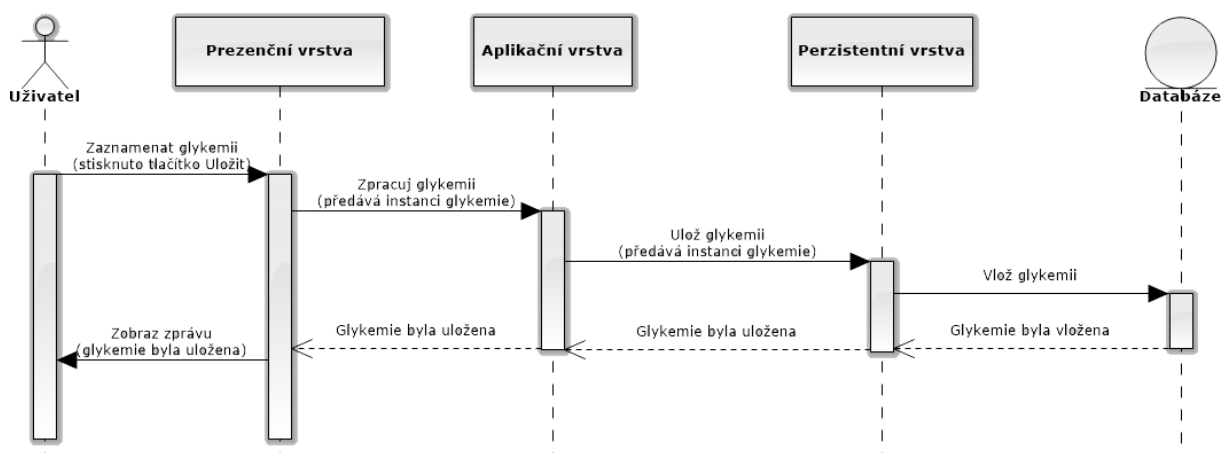 Prezenční vrstva
Aplikační vrstva
Perzistentní vrstva
Uživatel
Databáze
Zaznamenat glykemii
(stisknuto tlačítko Uložit)
Zpracuj glykemii
(předává instanci glykemie)
Ulož glykemii
(předává instanci glykemie)
Vlož glykemii
Glykemie byla vložena
Glykemie byla uložena
Glykemie byla uložena
Zobraz zprávu
(glykemie byla uložena)